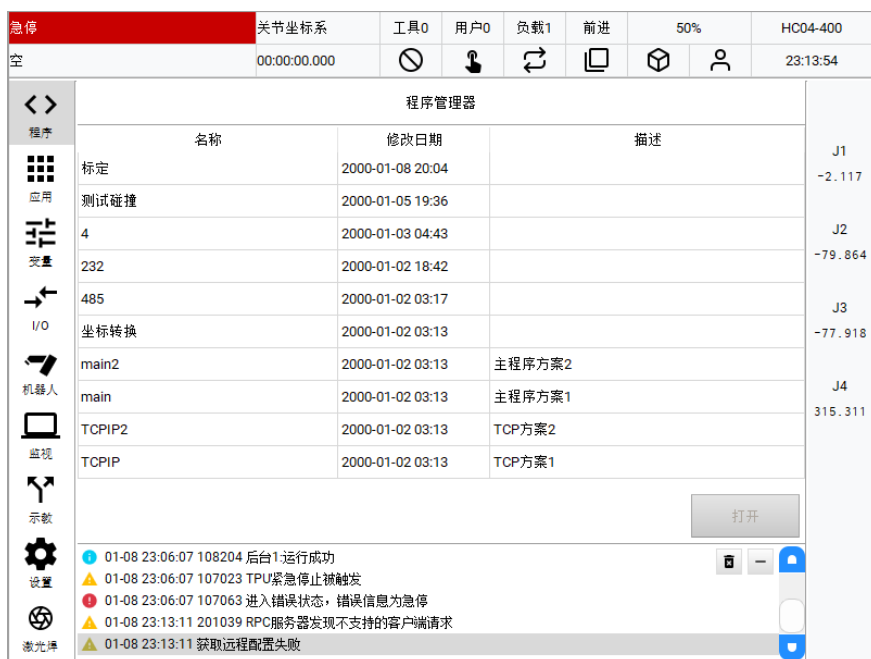 急停 关节坐标系 工具0 用户0 负载1 前进 50% HC04-400
空 00:00:00.000 23:13:54
程序管理器
程序
名称 修改日期 描述
标定 2000-01-08 20:04
J1
-2.117
应用
测试碰撞 2000-01-05 19:36
4 2000-01-03 04:43
J2
-79.864
变量
232 2000-01-02 18:42
485 2000-01-02 03:17
J3
-77.918
I/O
坐标转换 2000-01-02 03:13
main2 2000-01-02 03:13 主程序方案2
机器人
main 2000-01-02 03:13 主程序方案1
J4
315.311
TCPIP2 2000-01-02 03:13 TCP方案2
监视
TCPIP 2000-01-02 03:13 TCP方案1
示教
打开
01-08 23:06:07 108204 后台1:运行成功
01-08 23:06:07 107023 TPU紧急停止被触发
设置
01-08 23:06:07 107063 进入错误状态，错误信息为急停
01-08 23:13:11 201039 RPC服务器发现不支持的客户端请求
01-08 23:13:11 获取远程配置失败
激光焊